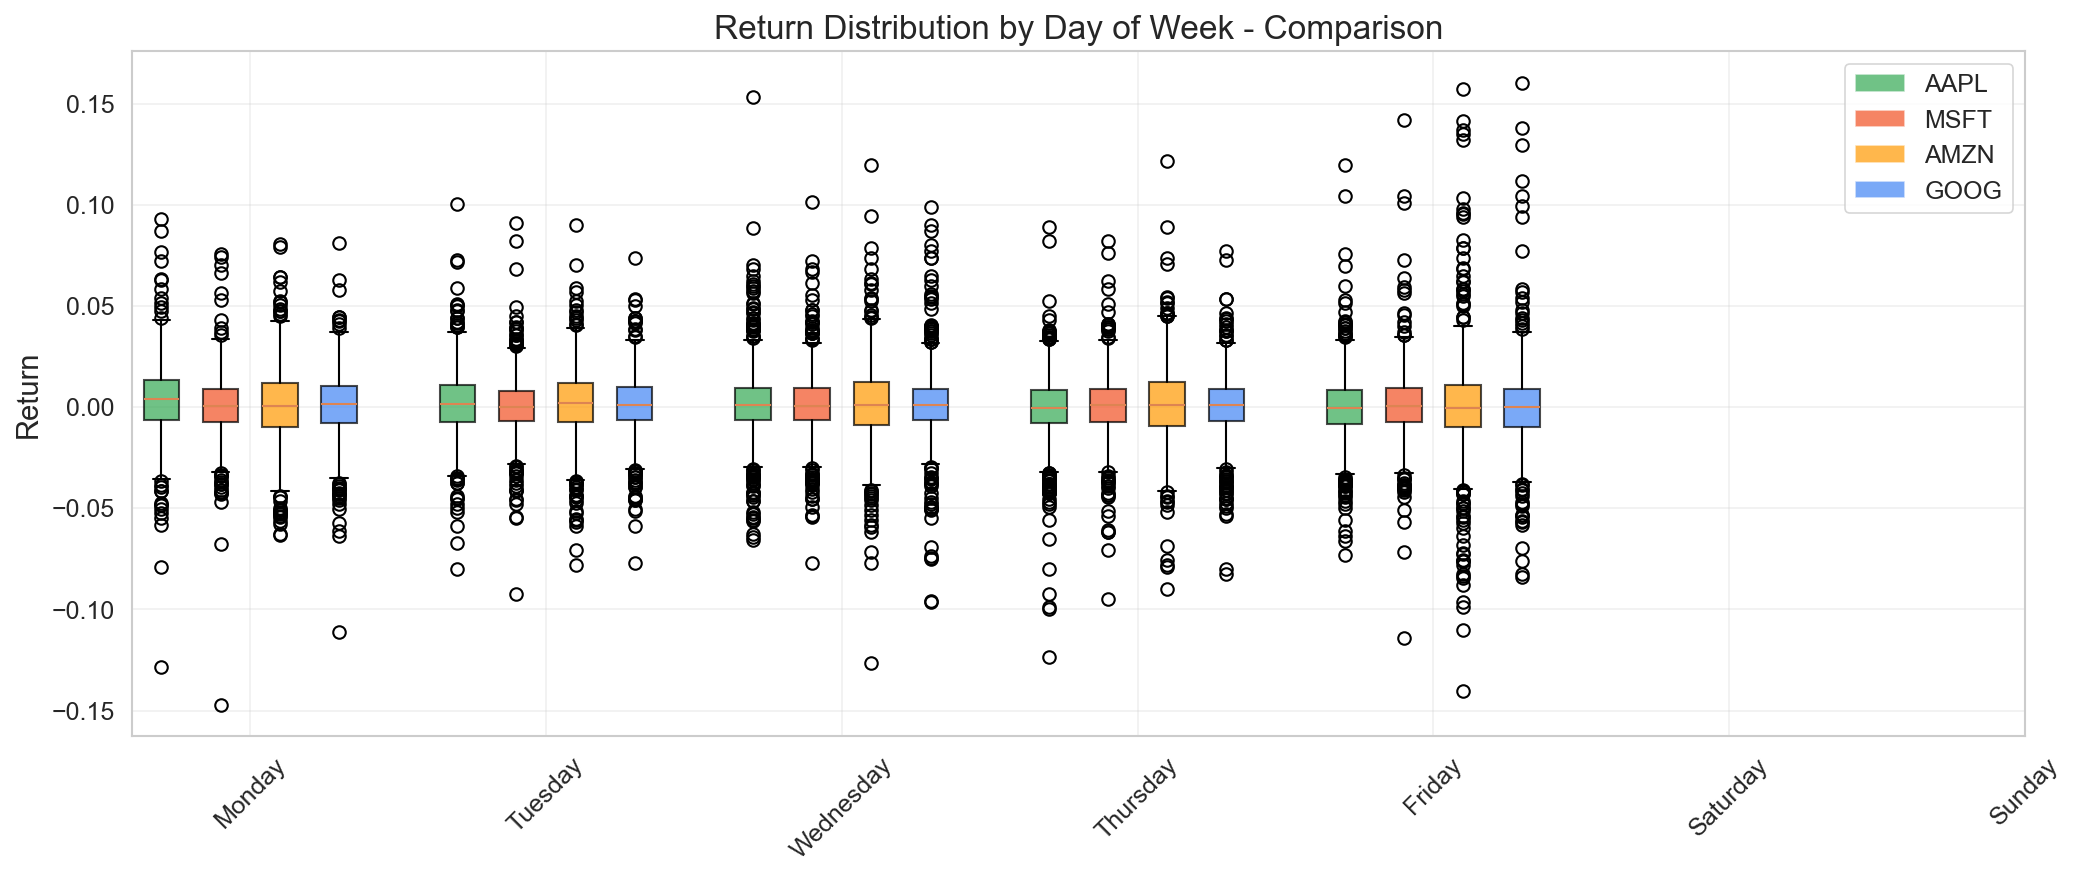 Return Distribution by Day of Week - Comparison
Return
0.15
0.10
0.05
0.00
−0.05
−0.10
−0.15
AAPL
MSFT
AMZN
GOOG
Monday
Tuesday
Wednesday
Thursday
Friday
Saturday
Sunday